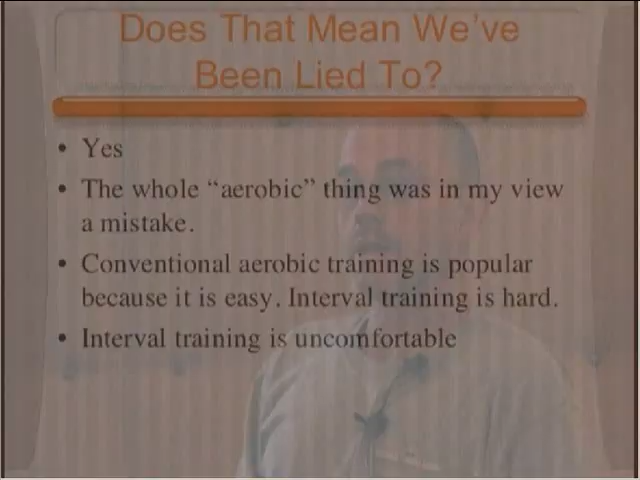 Does That Mean We've
Been Lied To?
• Yes
• The whole “aerobic” thing was in my view
a mistake.
• Conventional aerobic training is popular
because it is easy. Interval training is hard.
• Interval training is uncomfortable